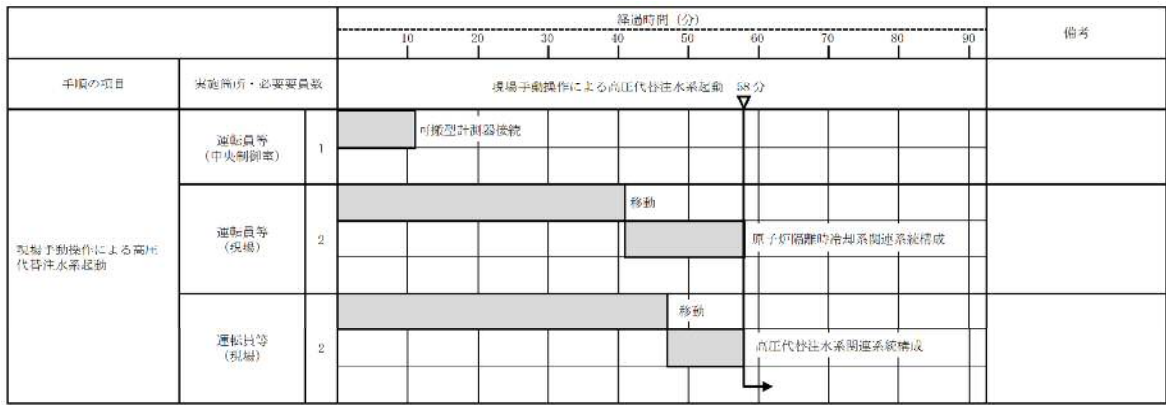 経過時間（分）
備考
10 20 30 40 50 60 70 80 90
手順の項目
実施箇所・必要要員数
現場手動操作による高圧代替注水系起動 58分
現場手動操作による高圧
代替注水系起動
運転員等
（中央制御室）
1
可搬型計測器接続
運転員等
（現場）
2
移動
原子炉隔離時冷却系関連系統構成
運転員等
（現場）
2
移動
高圧代替注水系関連系統構成